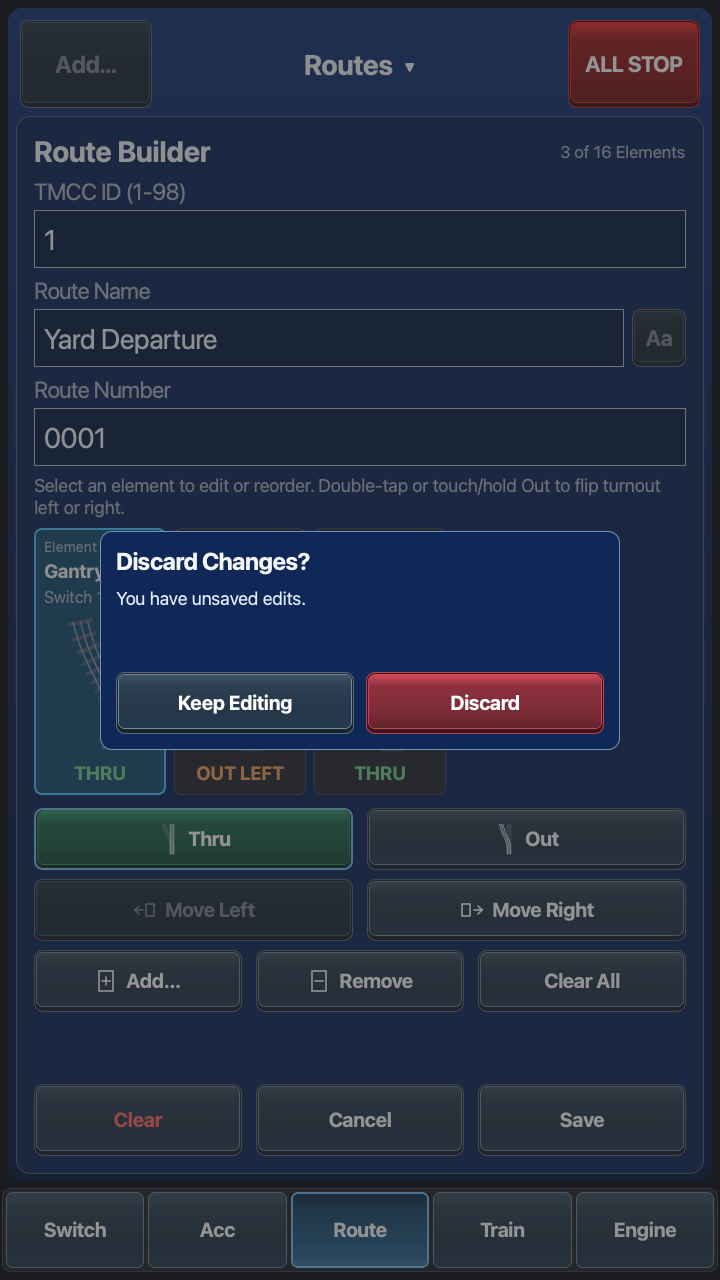 Add...
Routes ▼
ALL STOP
Route Builder
3 of 16 Elements
TMCC ID (1-98)
1
Route Name
Yard Departure
Aa
Route Number
0001
Select an element to edit or reorder. Double-tap or touch/hold Out to flip turnout
left or right.
Element
Gantry
Switch
Discard Changes?
You have unsaved edits.
Keep Editing
Discard
THRU
OUT LEFT
THRU
Thru
Out
Move Left
Move Right
Add...
Remove
Clear All
Clear
Cancel
Save
Switch
Acc
Route
Train
Engine